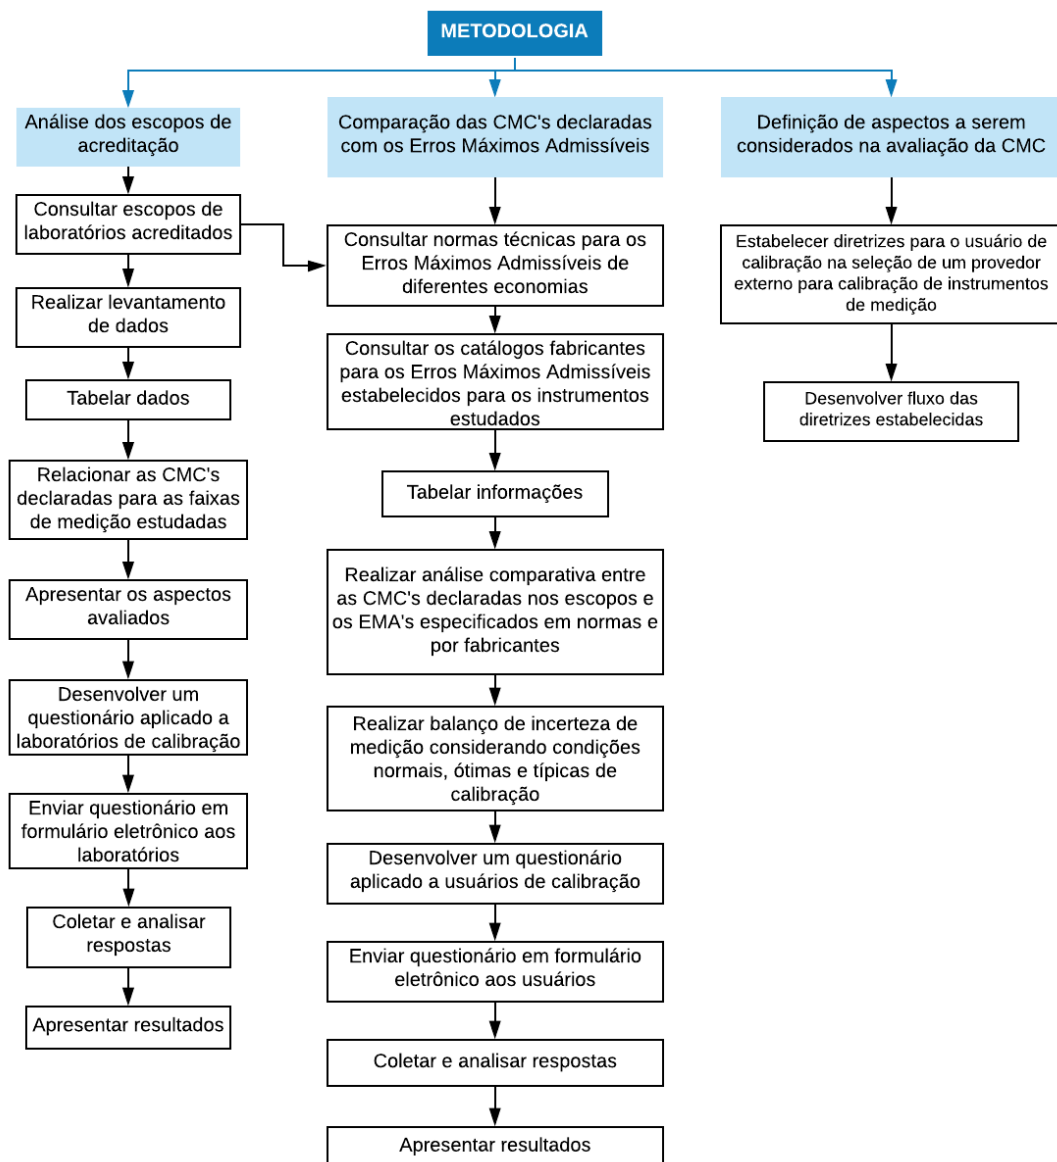 METODOLOGIA
Análise dos escopos de
acreditação
Consultar escopos de
laboratórios acreditados
Realizar levantamento
de dados
Tabelar dados
Relacionar as CMC's
declaradas para as faixas
de medição estudadas
Apresentar os aspectos
avaliados
Desenvolver um
questionário aplicado a
laboratórios de calibração
Enviar questionário em
formulário eletrônico aos
laboratórios
Coletar e analisar
respostas
Apresentar resultados
Comparação das CMC's declaradas
com os Erros Máximos Admissíveis
Consultar normas técnicas para os
Erros Máximos Admissíveis de
diferentes economias
Consultar os catálogos fabricantes
para os Erros Máximos Admissíveis
estabelecidos para os instrumentos
estudados
Tabelar informações
Realizar análise comparativa entre
as CMC's declaradas nos escopos e
os EMA's especificados em normas e
por fabricantes
Realizar balanço de incerteza de
medição considerando condições
normais, ótimas e típicas de
calibração
Desenvolver um questionário
aplicado a usuários de calibração
Enviar questionário em formulário
eletrônico aos usuários
Coletar e analisar respostas
Apresentar resultados
Definição de aspectos a serem
considerados na avaliação da CMC
Estabelecer diretrizes para o usuário de
calibração na seleção de um provedor
externo para calibração de instrumentos
de medição
Desenvolver fluxo das
diretrizes estabelecidas